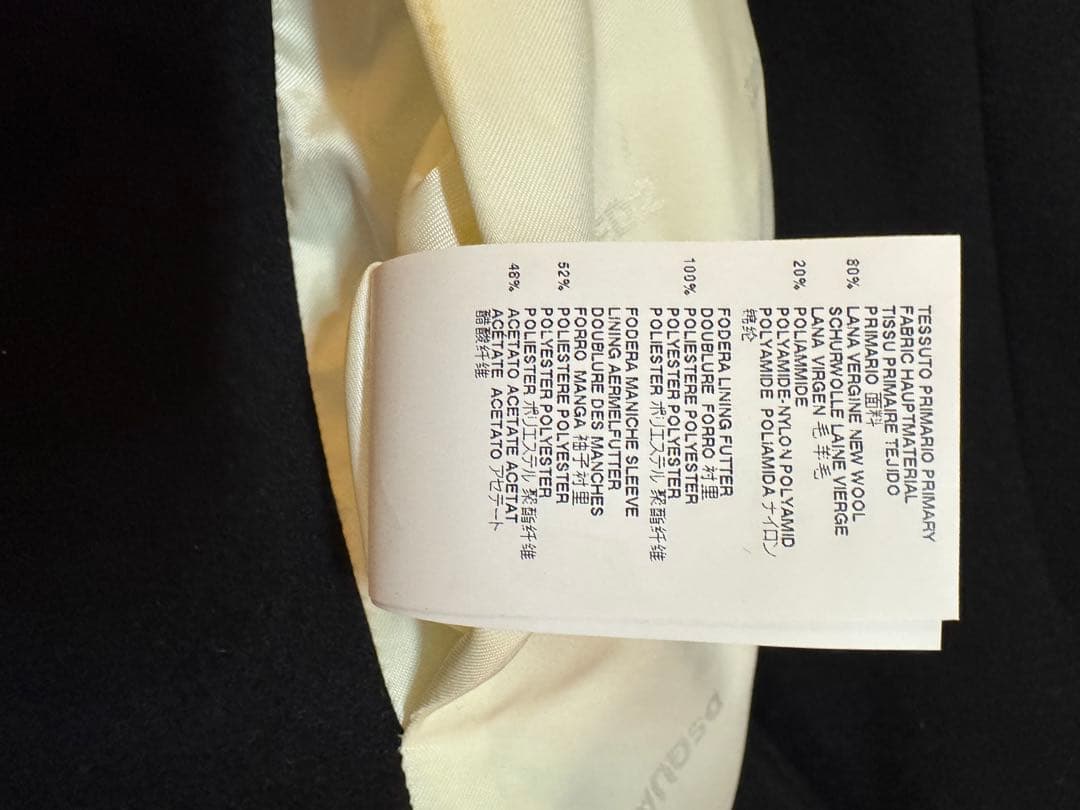 TESSUTO PRIMARIO PRIMARY
FABRIC HAUPTMATERIAL
TISSU PRIMAIRE TEJIDO
PRIMARIO 面料
80% LANA VERGINE NEW WOOL
SCHURWOLLE LAINE VIERGE
LANA VIRGEN 毛 羊毛
20% POLIAMMIDE
POLYAMIDE-NYLON POLYAMID
POLYAMIDE POLIAMIDA ナイロン
锦纶
FODERA LINING FUTTER
DOUBLURE FORRO 衬里
100% POLIESTERE POLYESTER
POLYESTER POLYESTER
POLIESTER ポリエステル 聚酯纤维
FODERA MANICHE SLEEVE
LINING AERMELFUTTER
DOUBLURE DES MANCHES
FORRO MANGA 袖子衬里
52% POLIESTERE POLYESTER
POLYESTER POLYESTER
POLIESTER ポリエステル 聚酯纤维
48% ACETATO ACETATE ACETAT
ACÉTATE ACETATO アセテート
醋酸纤维
DSQUA